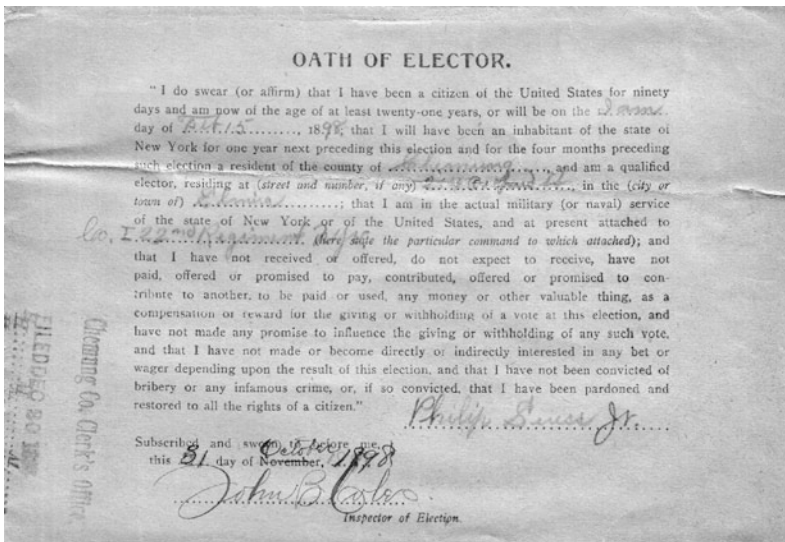 OATH OF ELECTOR.
" I do swear (or affirm) that I have been a citizen of the United States for ninety
days and am now of the age of at least twenty-one years, or will be on the
day of ........, 1898; that I will have been an inhabitant of the state of
New York for one year next preceding this election and for the four months preceding
such election a resident of the county of Chemung, and am a qualified
elector, residing at (street and number, if any) in the (city or
town of) Elmira ........; that I am in the actual military (or naval) service
of the state of New York or of the United States, and at present attached to
Co. I 22nd Regiment (here state the particular command to which attached); and
that I have not received or offered, do not expect to receive, have not
paid, offered or promised to pay, contributed, offered or promised to con-
tribute to another, to be paid or used, any money or other valuable thing, as a
compensation or reward for the giving or withholding of a vote at this election, and
have not made any promise to influence the giving or withholding of any such vote,
and that I have not made or become directly or indirectly interested in any bet or
wager depending upon the result of this election, and that I have not been convicted of
bribery or any infamous crime, or, if so convicted, that I have been pardoned and
restored to all the rights of a citizen."
Philip Jr.
Subscribed and sworn to before me,
this 31 day of November, October 1898
John B
Inspector of Election.
Chemung Co. Clerk's Office
FILED DEC 30